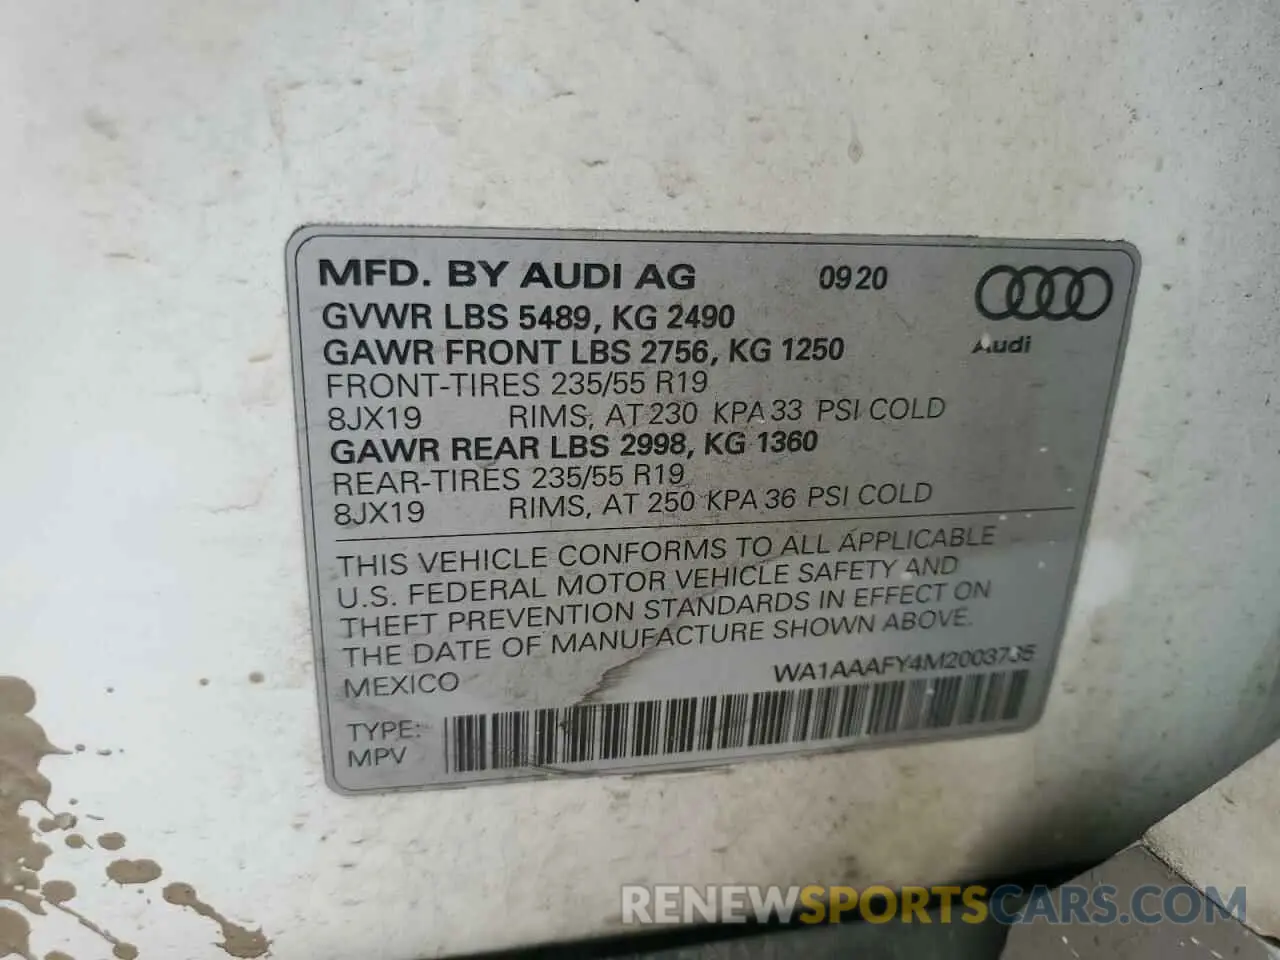 MFD. BY AUDI AG 0920
GVWR LBS 5489, KG 2490
GAWR FRONT LBS 2756, KG 1250
Audi
FRONT-TIRES 235/55 R19
8JX19 RIMS, AT 230 KPA 33 PSI COLD
GAWR REAR LBS 2998, KG 1360
REAR-TIRES 235/55 R19
8JX19 RIMS, AT 250 KPA 36 PSI COLD
THIS VEHICLE CONFORMS TO ALL APPLICABLE
U.S. FEDERAL MOTOR VEHICLE SAFETY AND
THEFT PREVENTION STANDARDS IN EFFECT ON
THE DATE OF MANUFACTURE SHOWN ABOVE.
MEXICO WA1AAAFY4M2003735
TYPE:
MPV
RENEWSPORTSCARS.COM